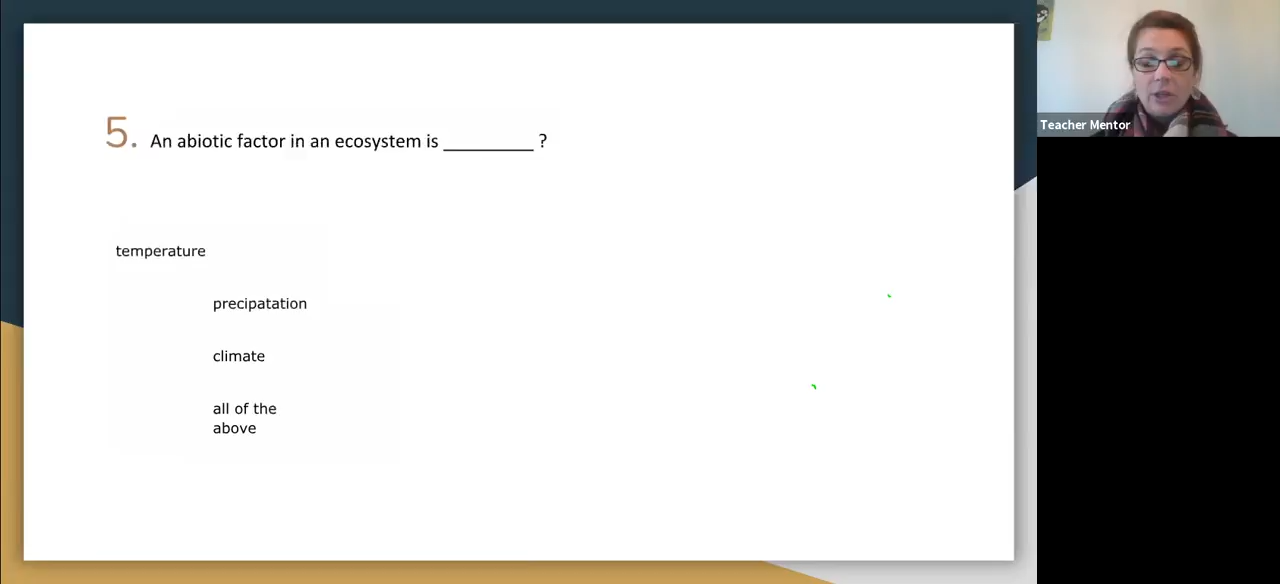 5. An abiotic factor in an ecosystem is _________ ?
temperature
precipatation
climate
all of the
above
Teacher Mentor